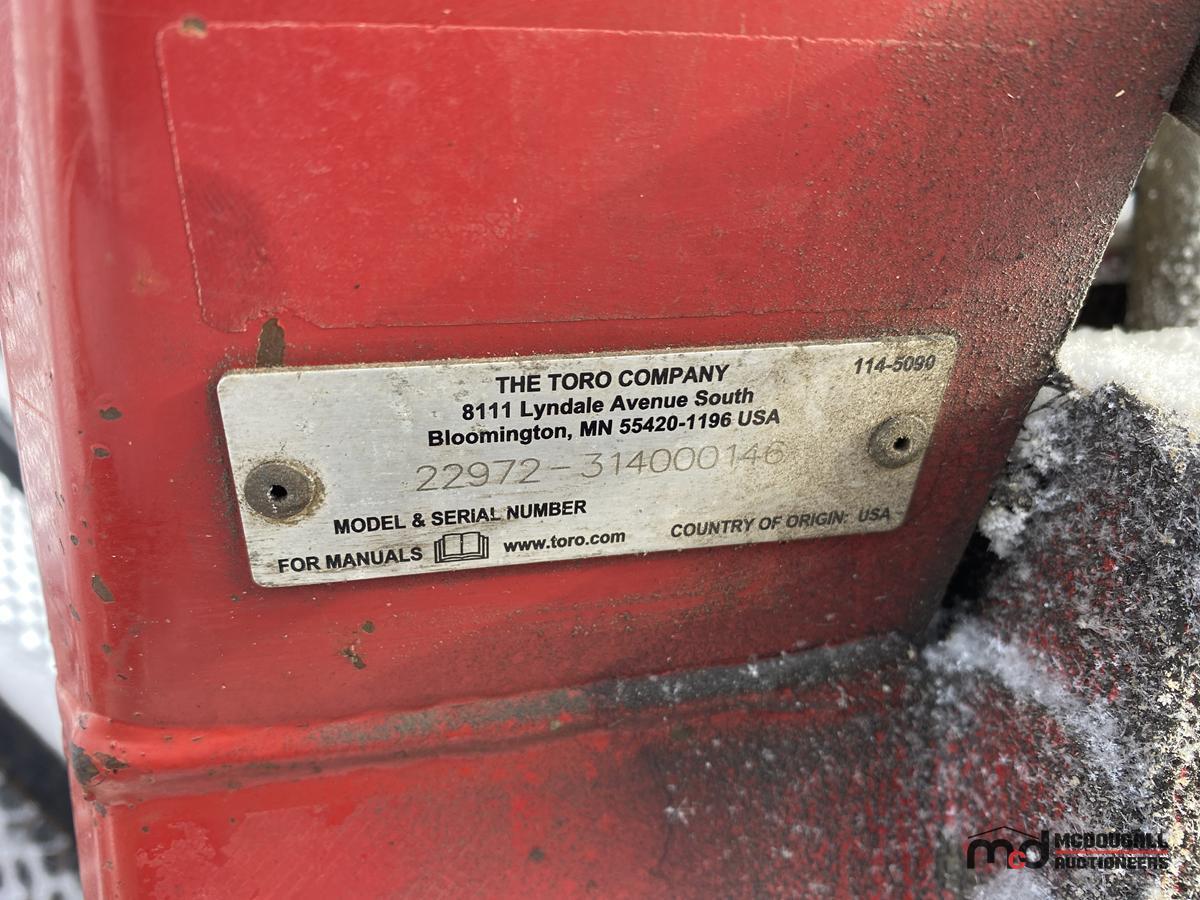 THE TORO COMPANY
114-5090
8111 Lyndale Avenue South
Bloomington, MN 55420-1196 USA
22972-314000146
MODEL & SERIAL NUMBER
COUNTRY OF ORIGIN: USA
FOR MANUALS www.toro.com
mcd MCDOUGALL
AUCTIONEERS